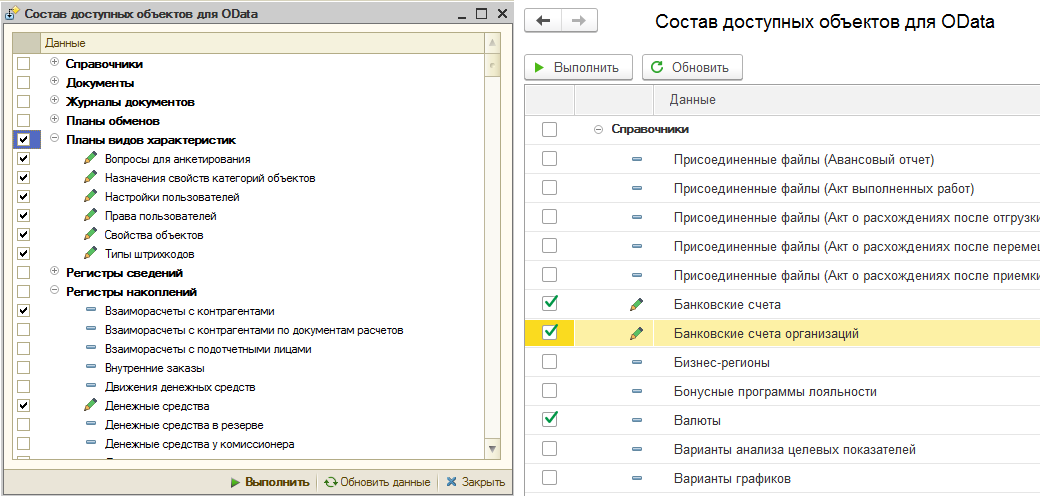 Состав доступных объектов для OData
Данные
Справочники
Документы
Журналы документов
Планы обменов
Планы видов характеристик
Вопросы для анкетирования
Назначения свойств категорий объектов
Настройки пользователей
Права пользователей
Свойства объектов
Типы штрихкодов
Регистры сведений
Регистры накоплений
Взаиморасчеты с контрагентами
Взаиморасчеты с контрагентами по документам расчетов
Взаиморасчеты с подотчетными лицами
Внутренние заказы
Движения денежных средств
Денежные средства
Денежные средства в резерве
Денежные средства у комиссионера
Выполнить Обновить данные Закрыть
Состав доступных объектов для OData
Выполнить Обновить
Данные
Справочники
Присоединенные файлы (Авансовый отчет)
Присоединенные файлы (Акт выполненных работ)
Присоединенные файлы (Акт о расхождениях после отгрузки
Присоединенные файлы (Акт о расхождениях после перемещ
Присоединенные файлы (Акт о расхождениях после приемки
Банковские счета
Банковские счета организаций
Бизнес-регионы
Бонусные программы лояльности
Валюты
Варианты анализа целевых показателей
Варианты графиков